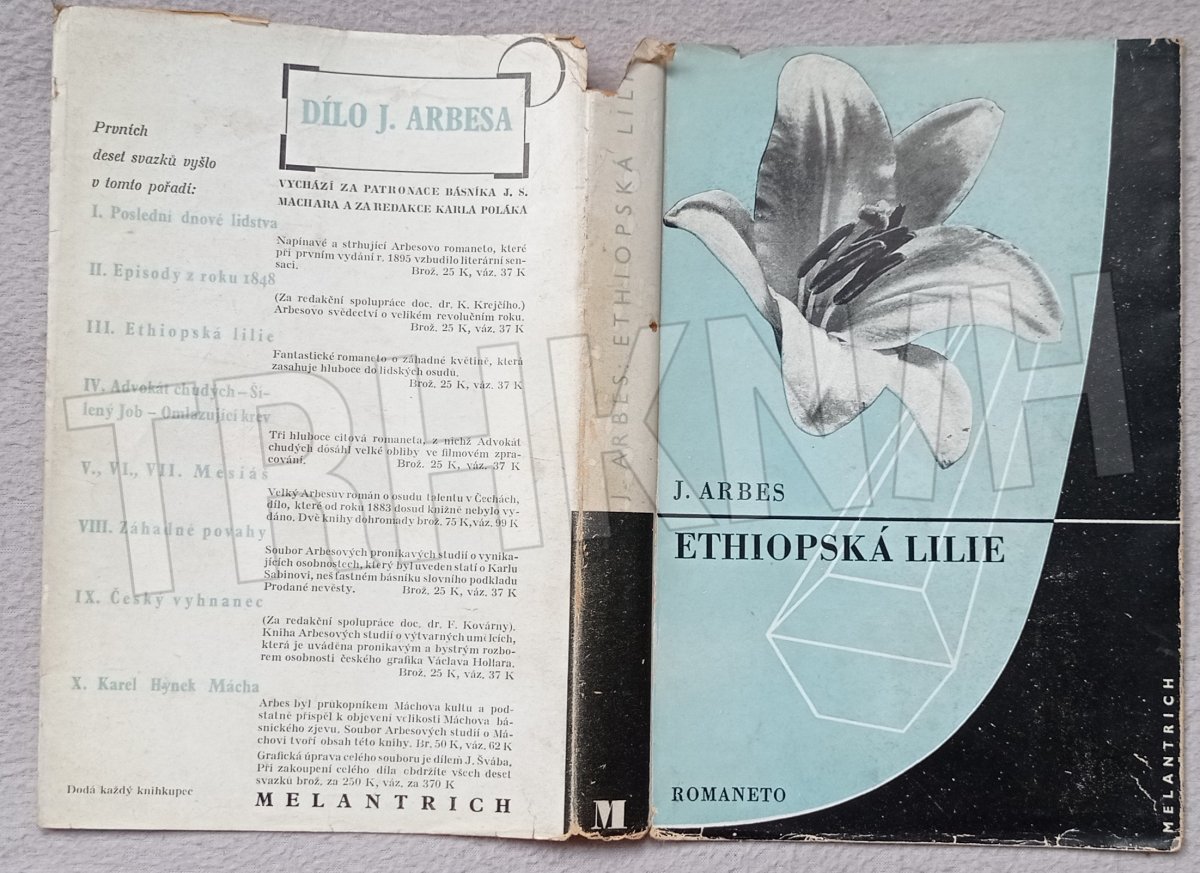 DÍLO J. ARBESA
VYCHÁZÍ ZA PATRONACE BÁSNÍKA J. S.
MACHARA A ZA REDAKCE KARLA POLÁKA
Prvních
deset svazků vyšlo
v tomto pořadí:
I. Poslední dnové lidstva
Napínavé a strhující Arbesovo romaneto, které
při prvním vydání r. 1895 vzbudilo literární sen-
saci. Brož. 25 K, váz. 37 K
II. Episody z roku 1848
(Za redakční spolupráce doc. dr. K. Krejčího.)
Arbesovo svědectví o velikém revolučním roku.
Brož. 25 K, váz. 37 K
III. Ethiopská lilie
Fantastické romaneto o záhadné květině, která
zasahuje hluboce do lidských osudů.
Brož. 25 K, váz. 37 K
IV. Advokát chudých – Ší-
lený Job – Omlazující krev
Tři hluboce citová romaneta, z nichž Advokát
chudých dosáhl velké obliby ve filmovém zpra-
cování. Brož. 25 K, váz. 37 K
V., VI., VII. Mesiáš
Velký Arbesův román o osudu talentu v Čechách,
dílo, které od roku 1883 dosud knižně nebylo vy-
dáno. Dvě knihy dohromady brož. 75 K, váz. 99 K
VIII. Záhadné povahy
Soubor Arbesových pronikavých studií o vynika-
jících osobnostech, který byl uveden statí o Karlu
Sabinovi, nešťastném básníku slovního podkladu
Prodané nevěsty. Brož. 25 K, váz. 37 K
IX. Český vyhnanec
(Za redakční spolupráce doc. dr. F. Kovárny).
Kniha Arbesových studií o výtvarných umělcích,
která je uváděna pronikavým a bystrým rozbo-
rem osobnosti českého grafika Václava Hollara.
Brož. 25 K, váz. 37 K
X. Karel Hynek Mácha
Arbes byl průkopníkem Máchova kultu a pod-
statně přispěl k objevení velikosti Máchova bá-
snického zjevu. Soubor Arbesových studií o Má-
chovi tvoří obsah této knihy. Br. 50 K, váz. 62 K
Grafická úprava celého souboru je dílem J. Švába.
Při zakoupení celého díla obdržíte všech deset
svazků brož. za 250 K, váz. za 370 K
Dodá každý knihkupec
MELANTRICH
J. ARBES: ETHIOPSKÁ LILI
M
J. ARBES
ETHIOPSKÁ LILIE
ROMANETO
MELANTRICH
TRHKNIH